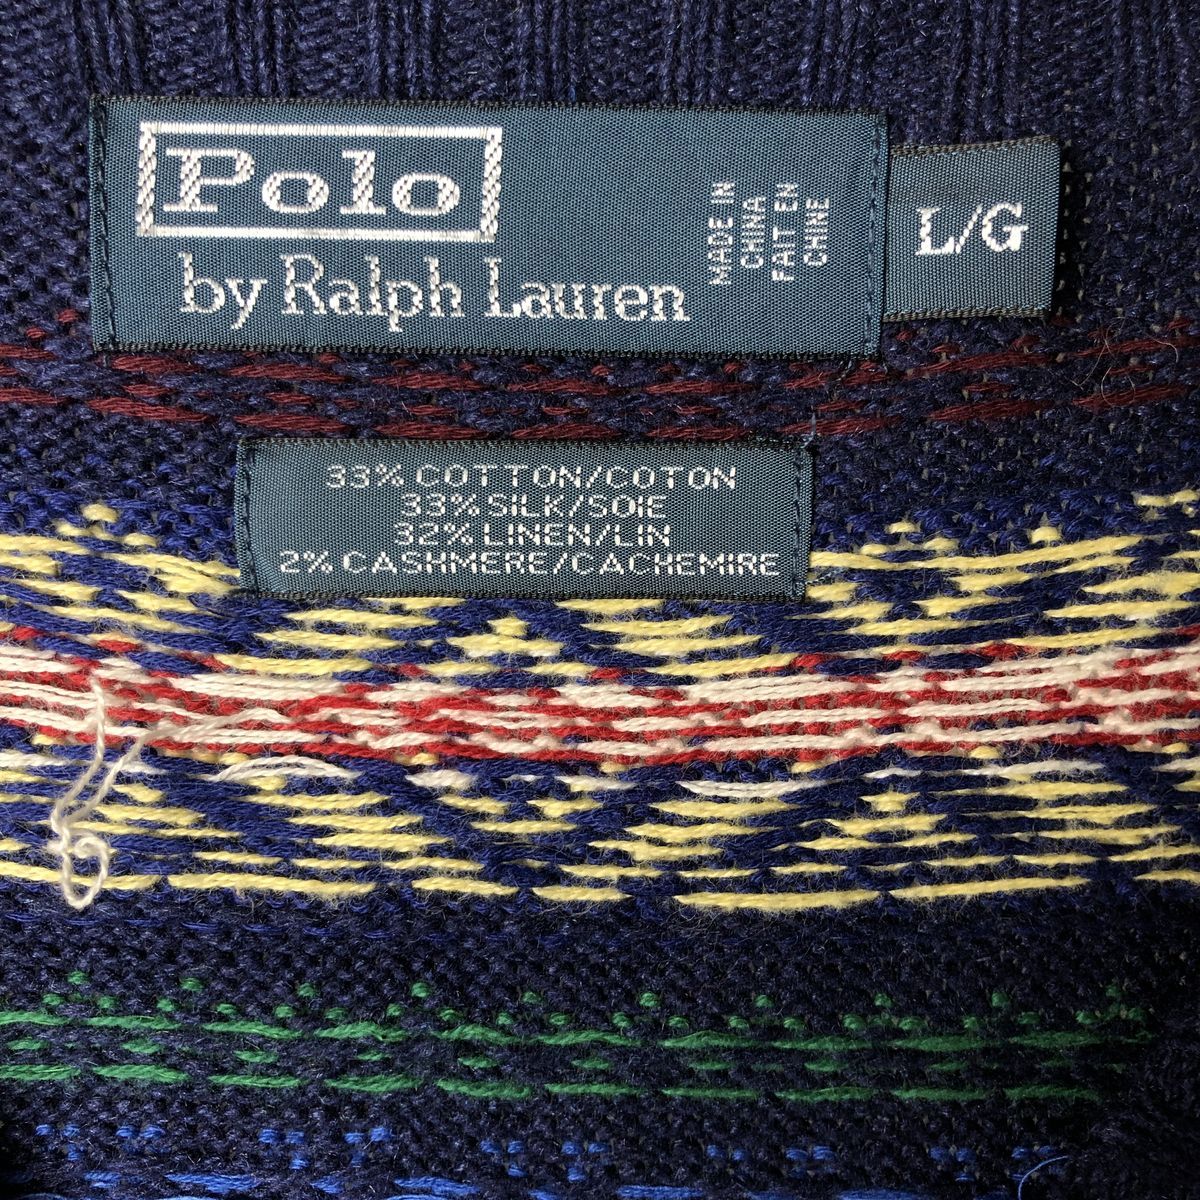 Polo
by Ralph Lauren
MADE IN
CHINA
FAIT EN
CHINE
L/G
33% COTTON/COTON
33% SILK/SOIE
32% LINEN/LIN
2% CASHMERE/CACHEMIRE